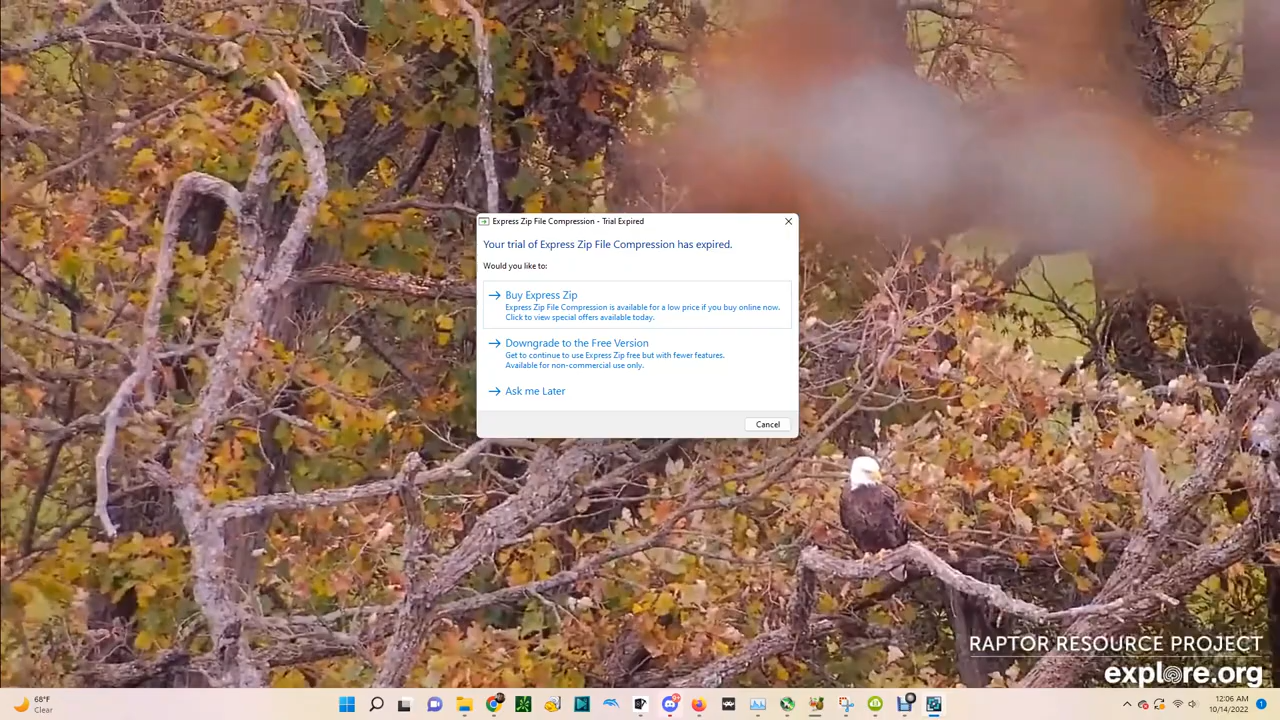 Express Zip File Compression - Trial Expired
Your trial of Express Zip File Compression has expired.
Would you like to:
Buy Express Zip
Express Zip File Compression is available for a low price if you buy online now.
Click to view special offers available today.
Downgrade to the Free Version
Get to continue to use Express Zip free but with fewer features.
Available for non-commercial use only.
Ask me Later
Cancel
RAPTOR RESOURCE PROJECT
explore.org
68°F
Clear
12:06 AM
10/14/2022